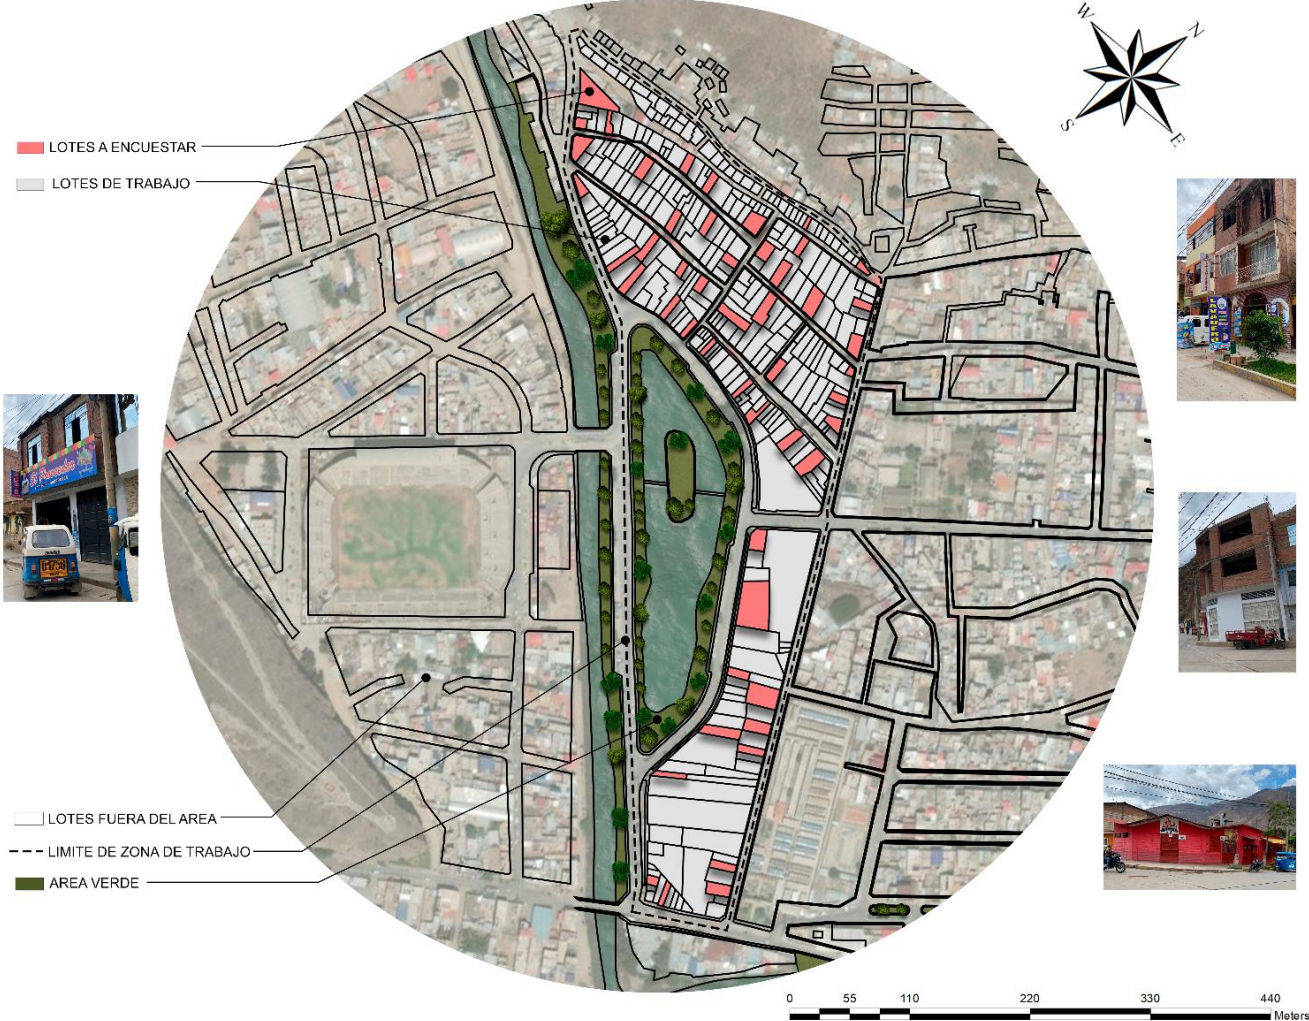 W
N
S
E
LOTES A ENCUESTAR
LOTES DE TRABAJO
LAVADERO
LOTES FUERA DEL AREA
LIMITE DE ZONA DE TRABAJO
AREA VERDE
0 55 110 220 330 440
Meters